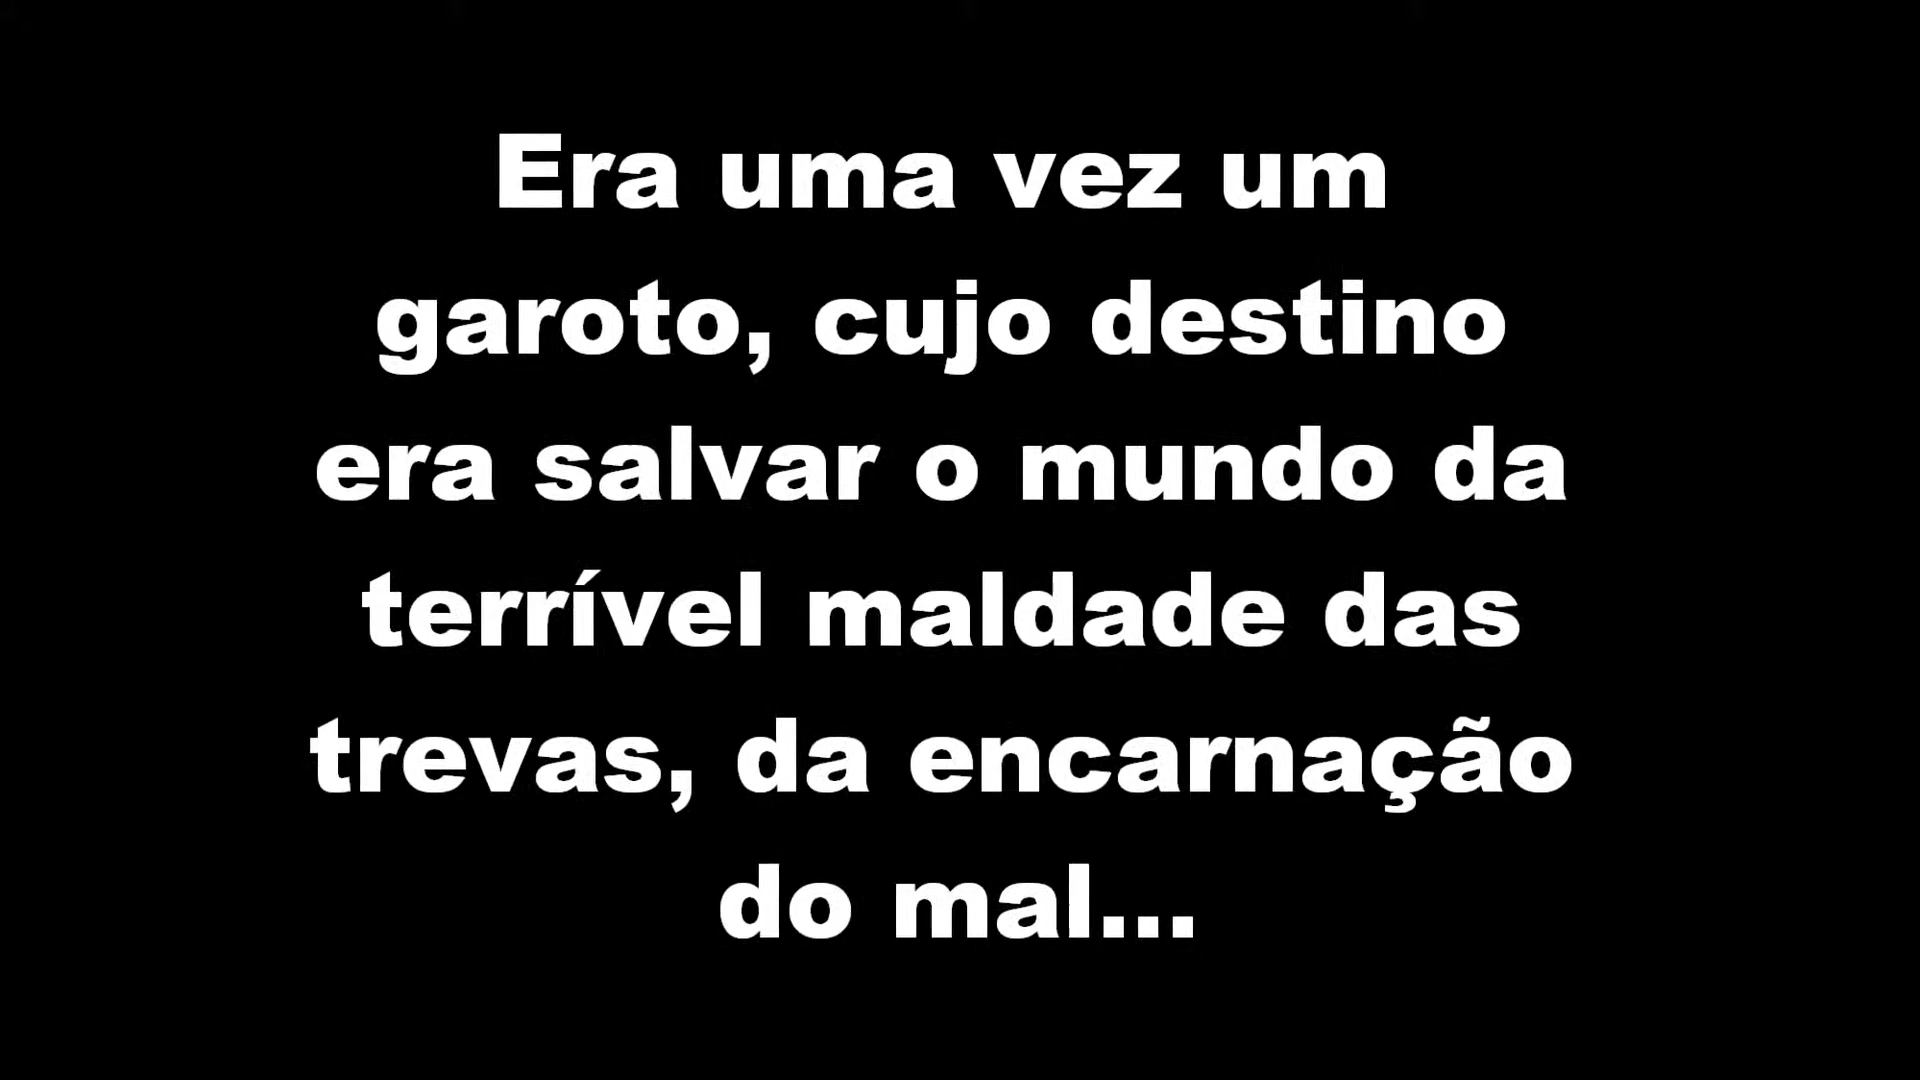 Era uma vez um
garoto, cujo destino
era salvar o mundo da
terrível maldade das
trevas, da encarnação
do mal...